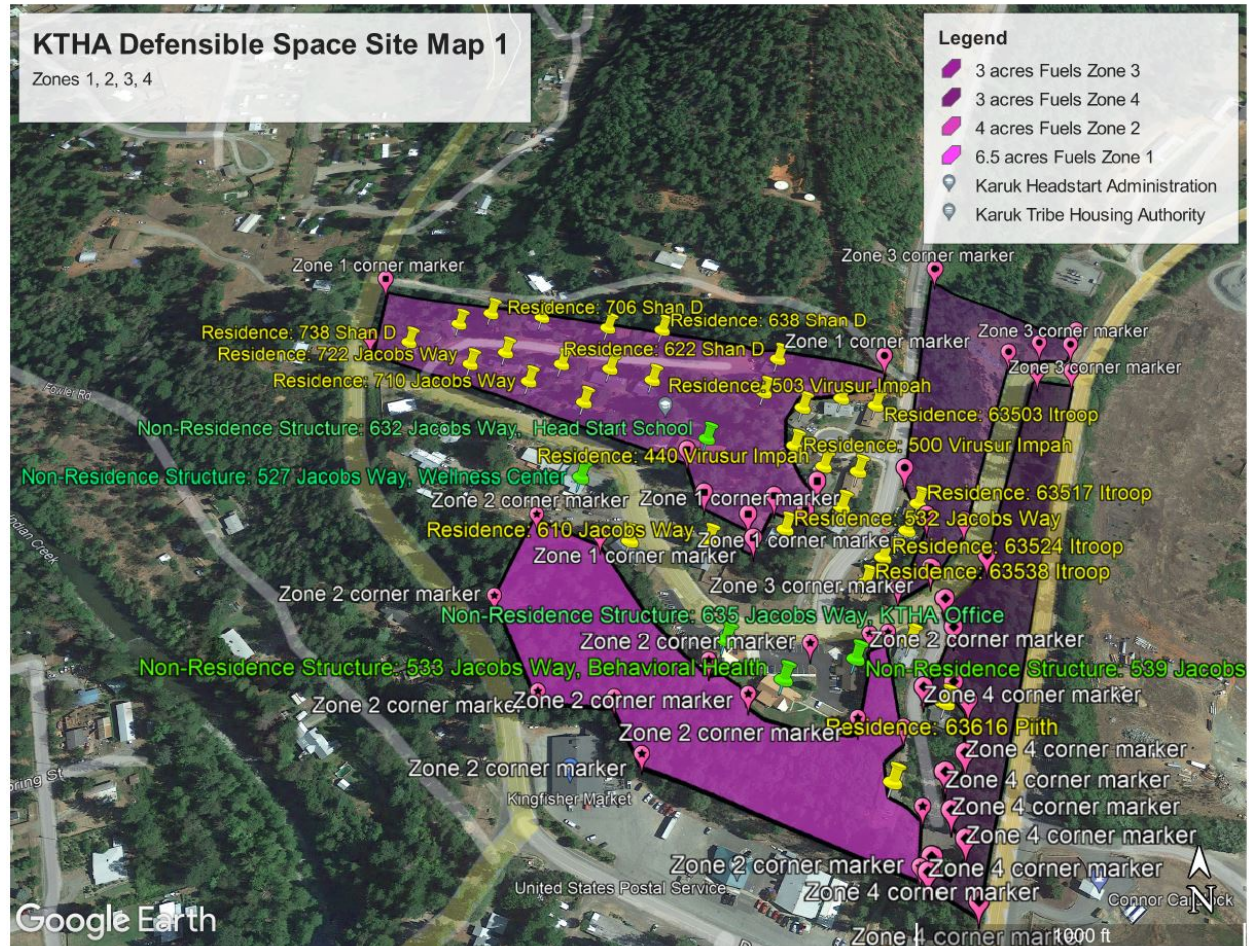 KTHA Defensible Space Site Map 1
Zones 1, 2, 3, 4
Legend
3 acres Fuels Zone 3
3 acres Fuels Zone 4
4 acres Fuels Zone 2
6.5 acres Fuels Zone 1
Karuk Headstart Administration
Karuk Tribe Housing Authority
Zone 3 corner marker
Zone 1 corner marker
Residence: 706 Shan D
Residence: 638 Shan D
Residence: 738 Shan D
Zone 3 corner marker
Zone 1 corner marker
Residence: 622 Shan D
Residence: 722 Jacobs Way
Zone 3 corner marker
Residence: 710 Jacobs Way
Residence: 503 Virusur Impah
Fowler Rd
Residence: 63503 Itroop
Non-Residence Structure: 632 Jacobs Way, Head Start School
Residence: 500 Virusur Impah
Residence: 440 Virusur Impah
Non-Residence Structure: 527 Jacobs Way, Wellness Center
Residence: 63517 Itroop
Zone 2 corner marker
Zone 1 corner marker
Residence: 532 Jacobs Way
Residence: 610 Jacobs Way
Zone 1 corner marker
Residence: 63524 Itroop
Zone 1 corner marker
Indian Creek
Residence: 63538 Itroop
Zone 3 corner marker
Zone 2 corner marker
Non-Residence Structure: 635 Jacobs Way, KTHA Office
Zone 2 corner marker
Zone 2 corner marker
Non-Residence Structure: 533 Jacobs Way, Behavioral Health
Non-Residence Structure: 539 Jacobs
Zone 4 corner marker
Zone 2 corner marker
Zone 2 corner marker
Residence: 63616 Piith
Zone 2 corner marker
Zone 4 corner marker
Zone 2 corner marker
Zone 4 corner marker
Spring St
Kingfisher Market
Zone 4 corner marker
Zone 4 corner marker
Zone 2 corner marker
Zone 4 corner marker
United States Postal Service
Zone 4 corner marker
N
Google Earth
Zone 4 corner
1000 ft